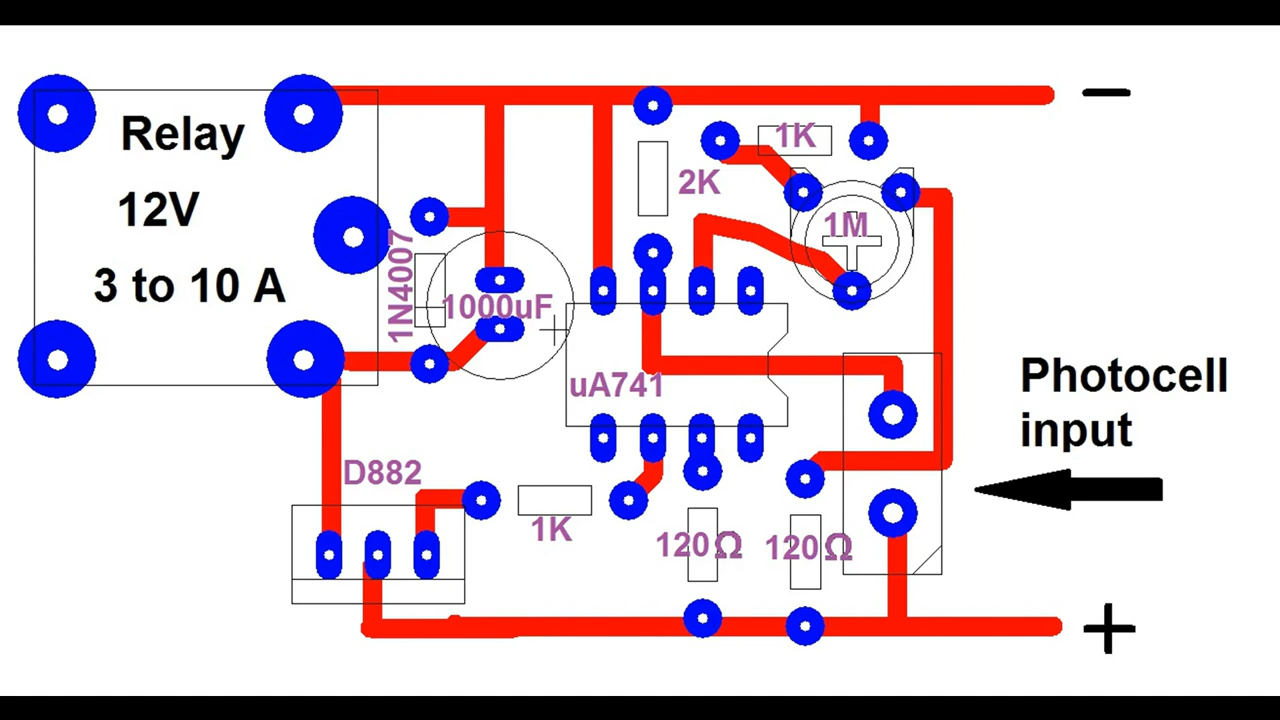 Relay
12V
3 to 10 A
1N4007
1000uF
2K
1K
1M
uA741
D882
1K
120Ω
120Ω
Photocell
input
−
+